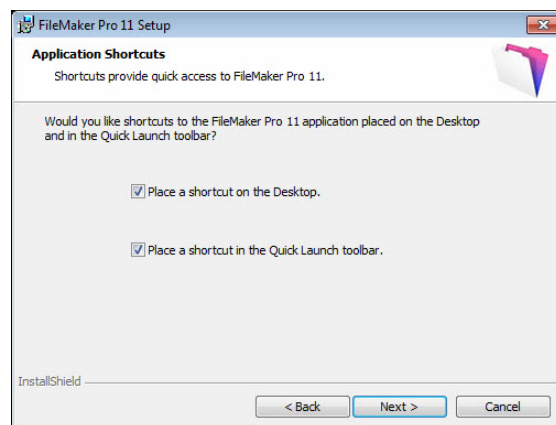 FileMaker Pro 11 Setup
Application Shortcuts
Shortcuts provide quick access to FileMaker Pro 11.
Would you like shortcuts to the FileMaker Pro 11 application placed on the Desktop
and in the Quick Launch toolbar?
Place a shortcut on the Desktop.
Place a shortcut in the Quick Launch toolbar.
InstallShield
< Back
Next >
Cancel